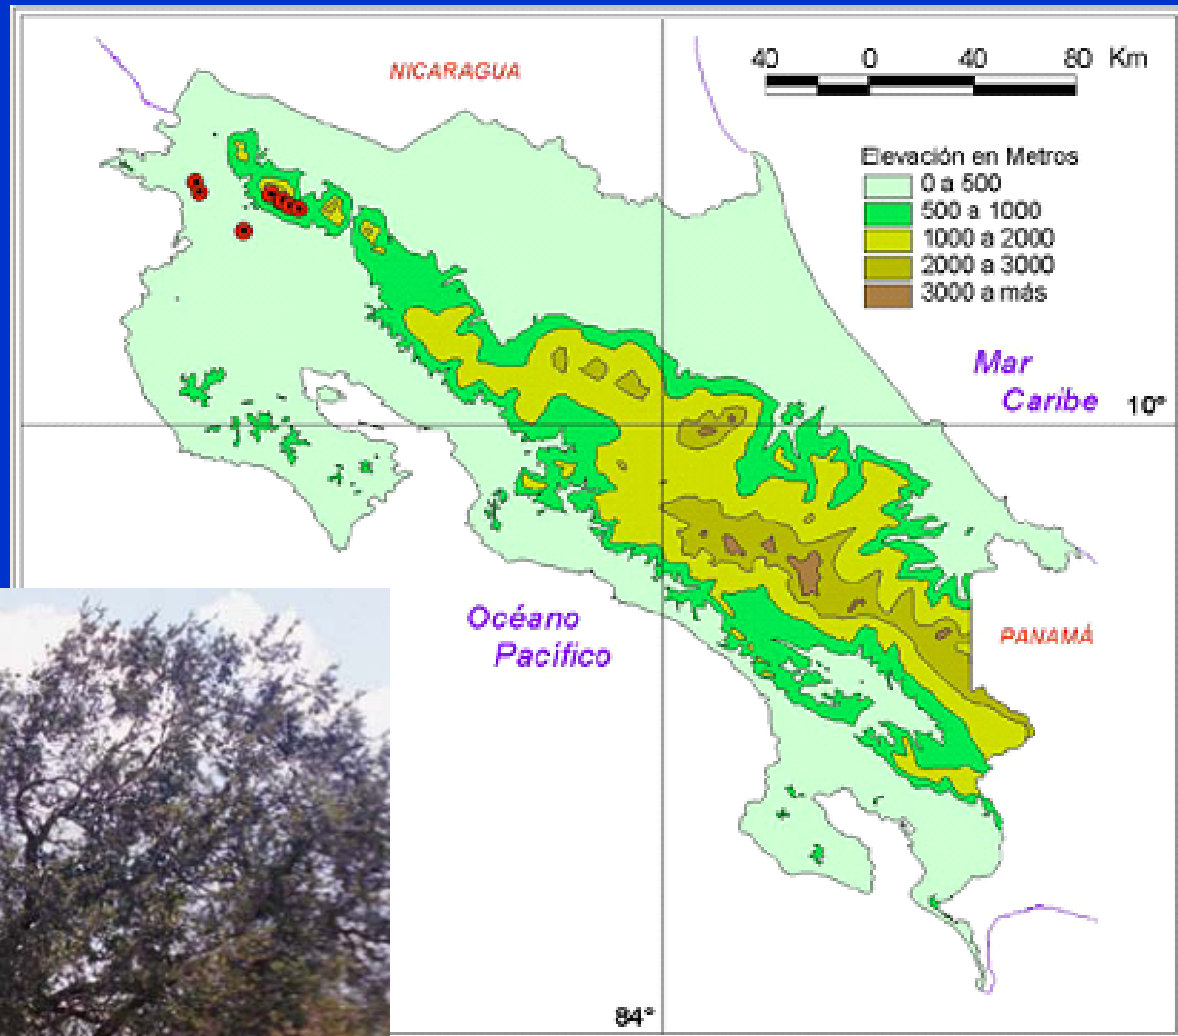 NICARAGUA
40 0 40 80 Km
Elevación en Metros
0 a 500
500 a 1000
1000 a 2000
2000 a 3000
3000 a más
Mar
Caribe
10°
Océano
Pacífico
PANAMÁ
84°